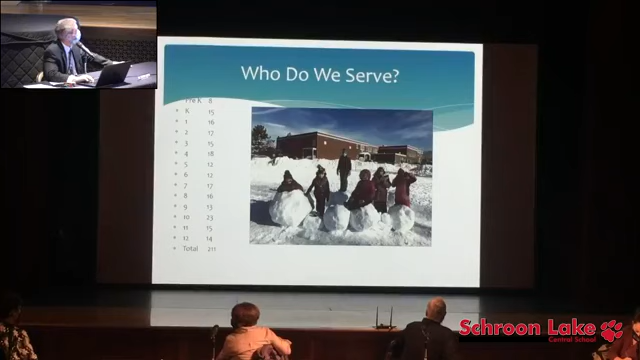 Who Do We Serve?
Pre K 8
K 15
1 16
2 17
3 15
4 18
5 12
6 12
7 17
8 16
9 13
10 23
11 15
12 14
Total 211
Schroon Lake
Central School